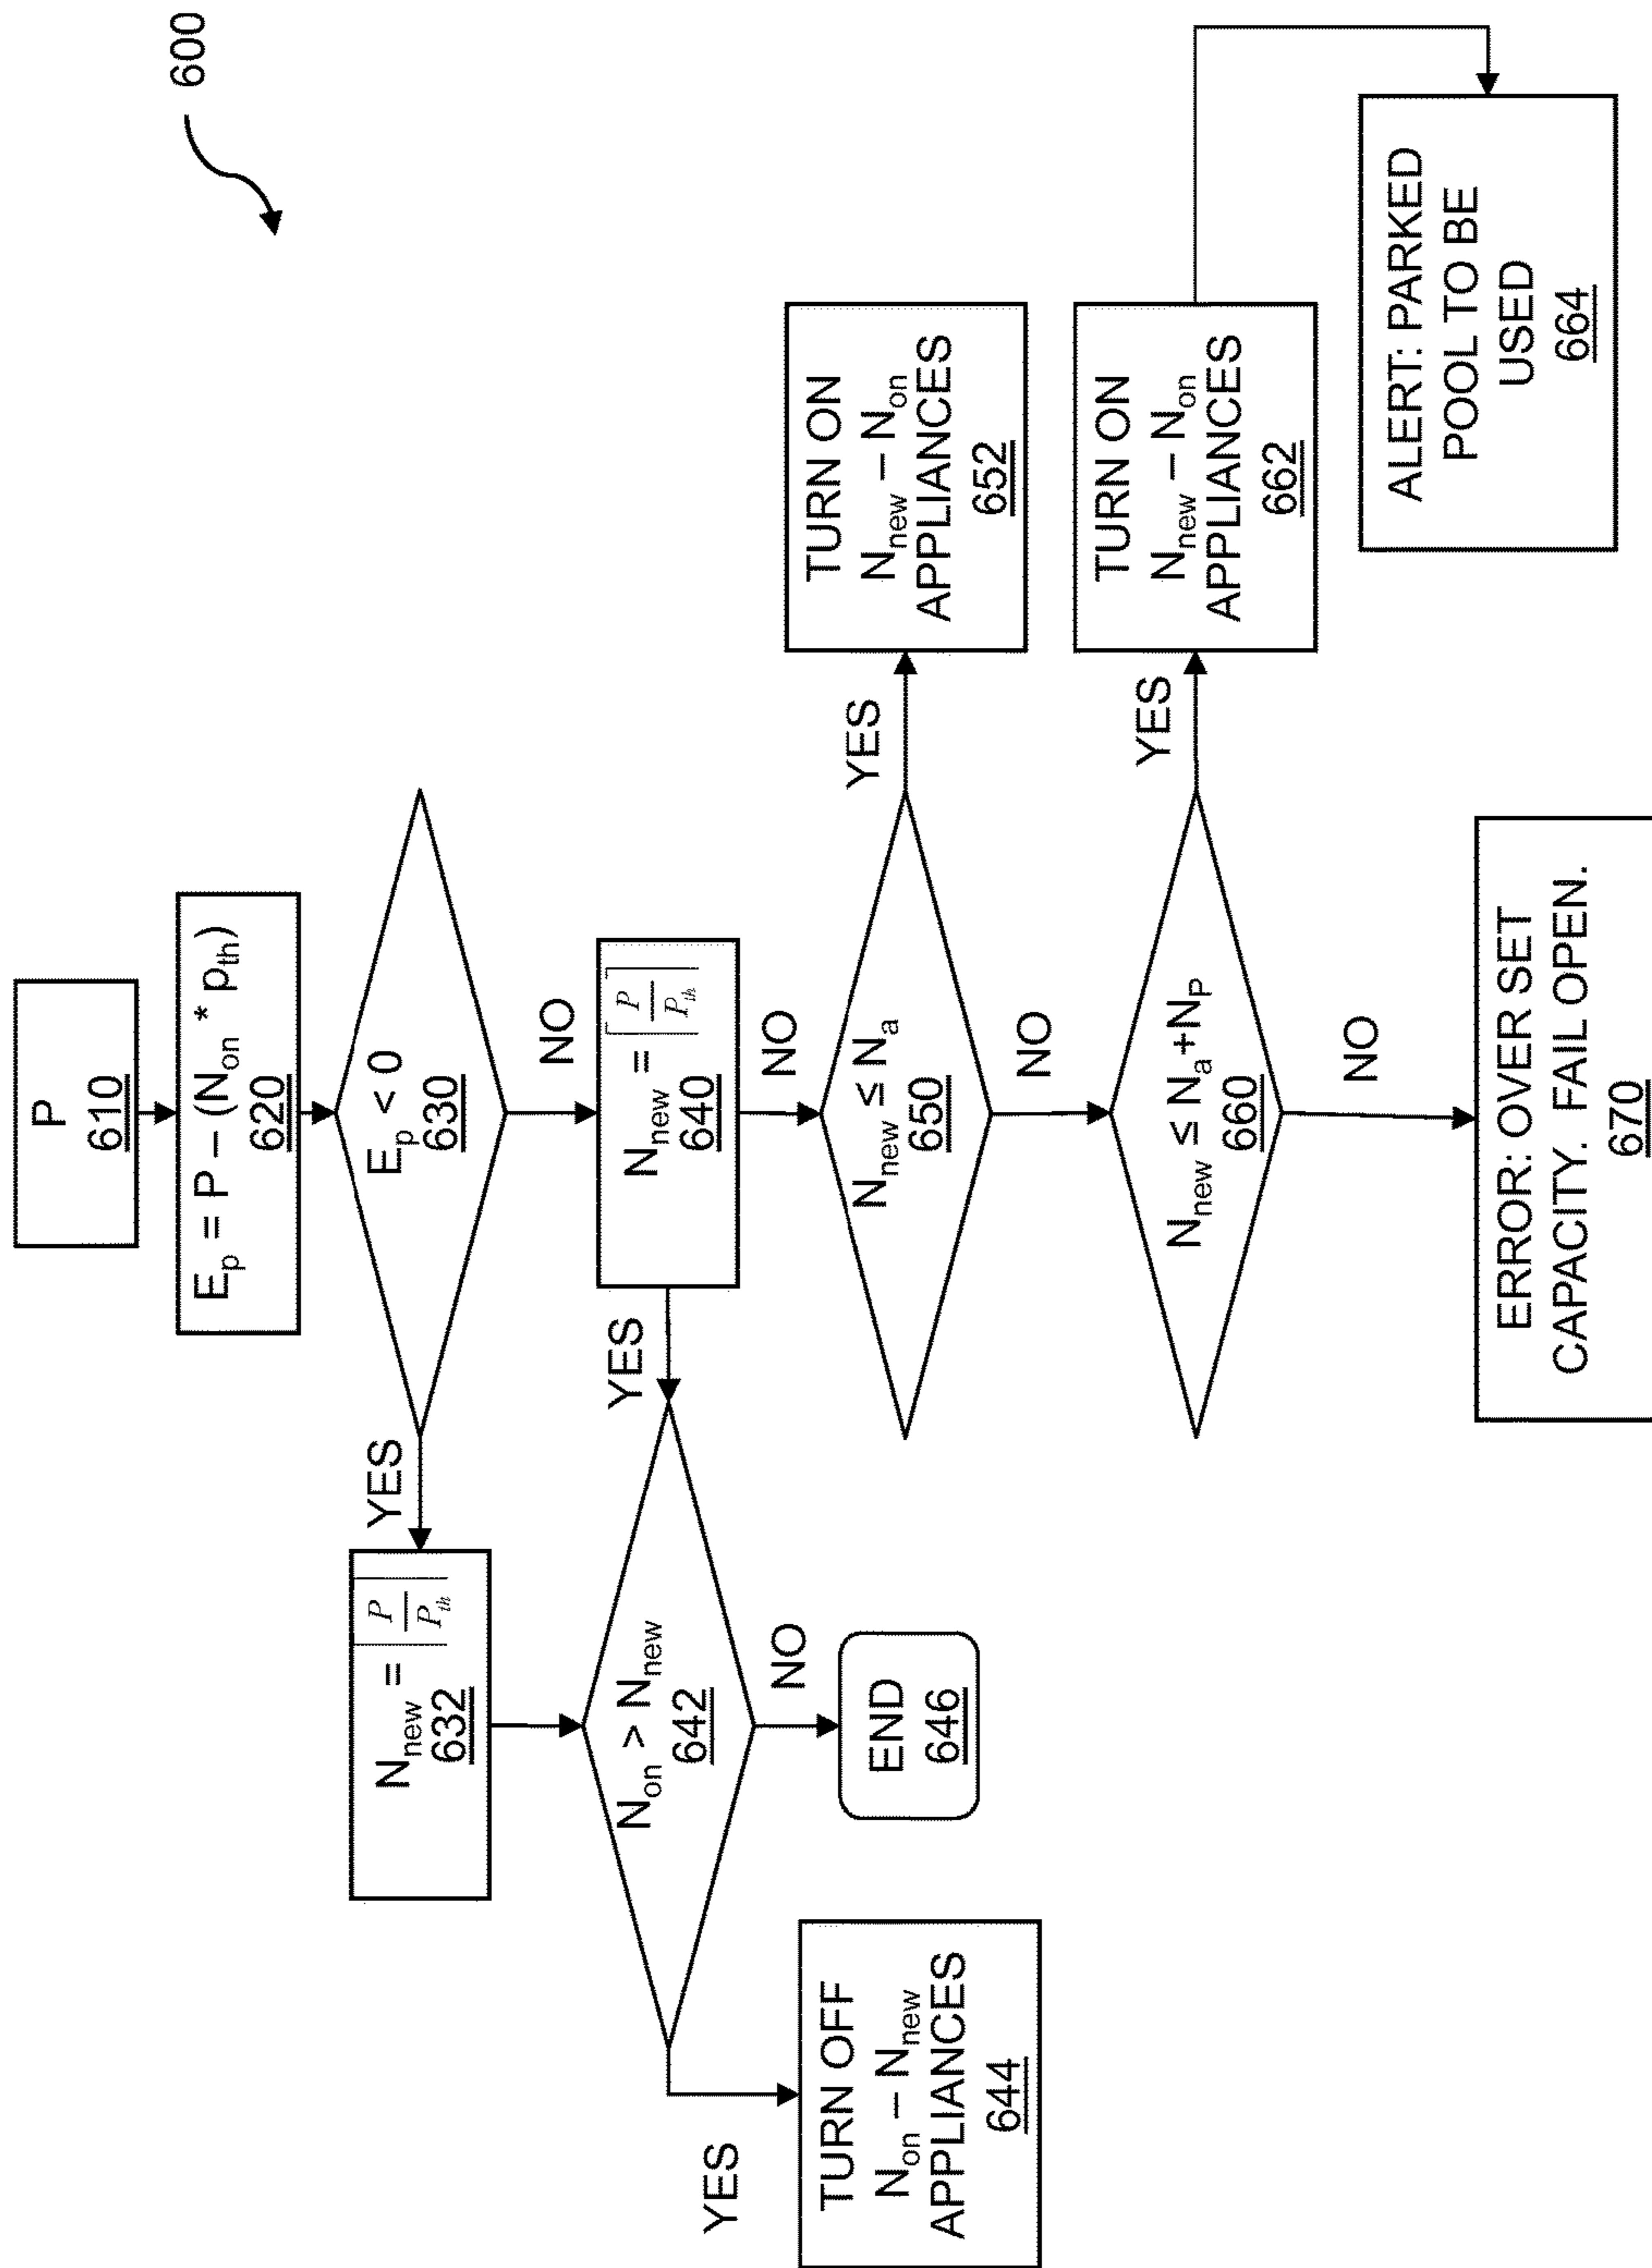 600
P
610
E_p = P – (N_on * p_th)
620
E_p < 0
630
YES
NO
N_new = ⌈P/P_th⌉
632
N_new = ⌈P/P_th⌉
640
YES
NO
N_on > N_new
642
YES
NO
TURN OFF
N_on – N_new
APPLIANCES
644
END
646
N_new ≤ N_a
650
YES
NO
TURN ON
N_new – N_on
APPLIANCES
652
N_new ≤ N_a+N_P
660
YES
NO
TURN ON
N_new – N_on
APPLIANCES
662
ALERT: PARKED
POOL TO BE
USED
664
ERROR: OVER SET
CAPACITY. FAIL OPEN.
670